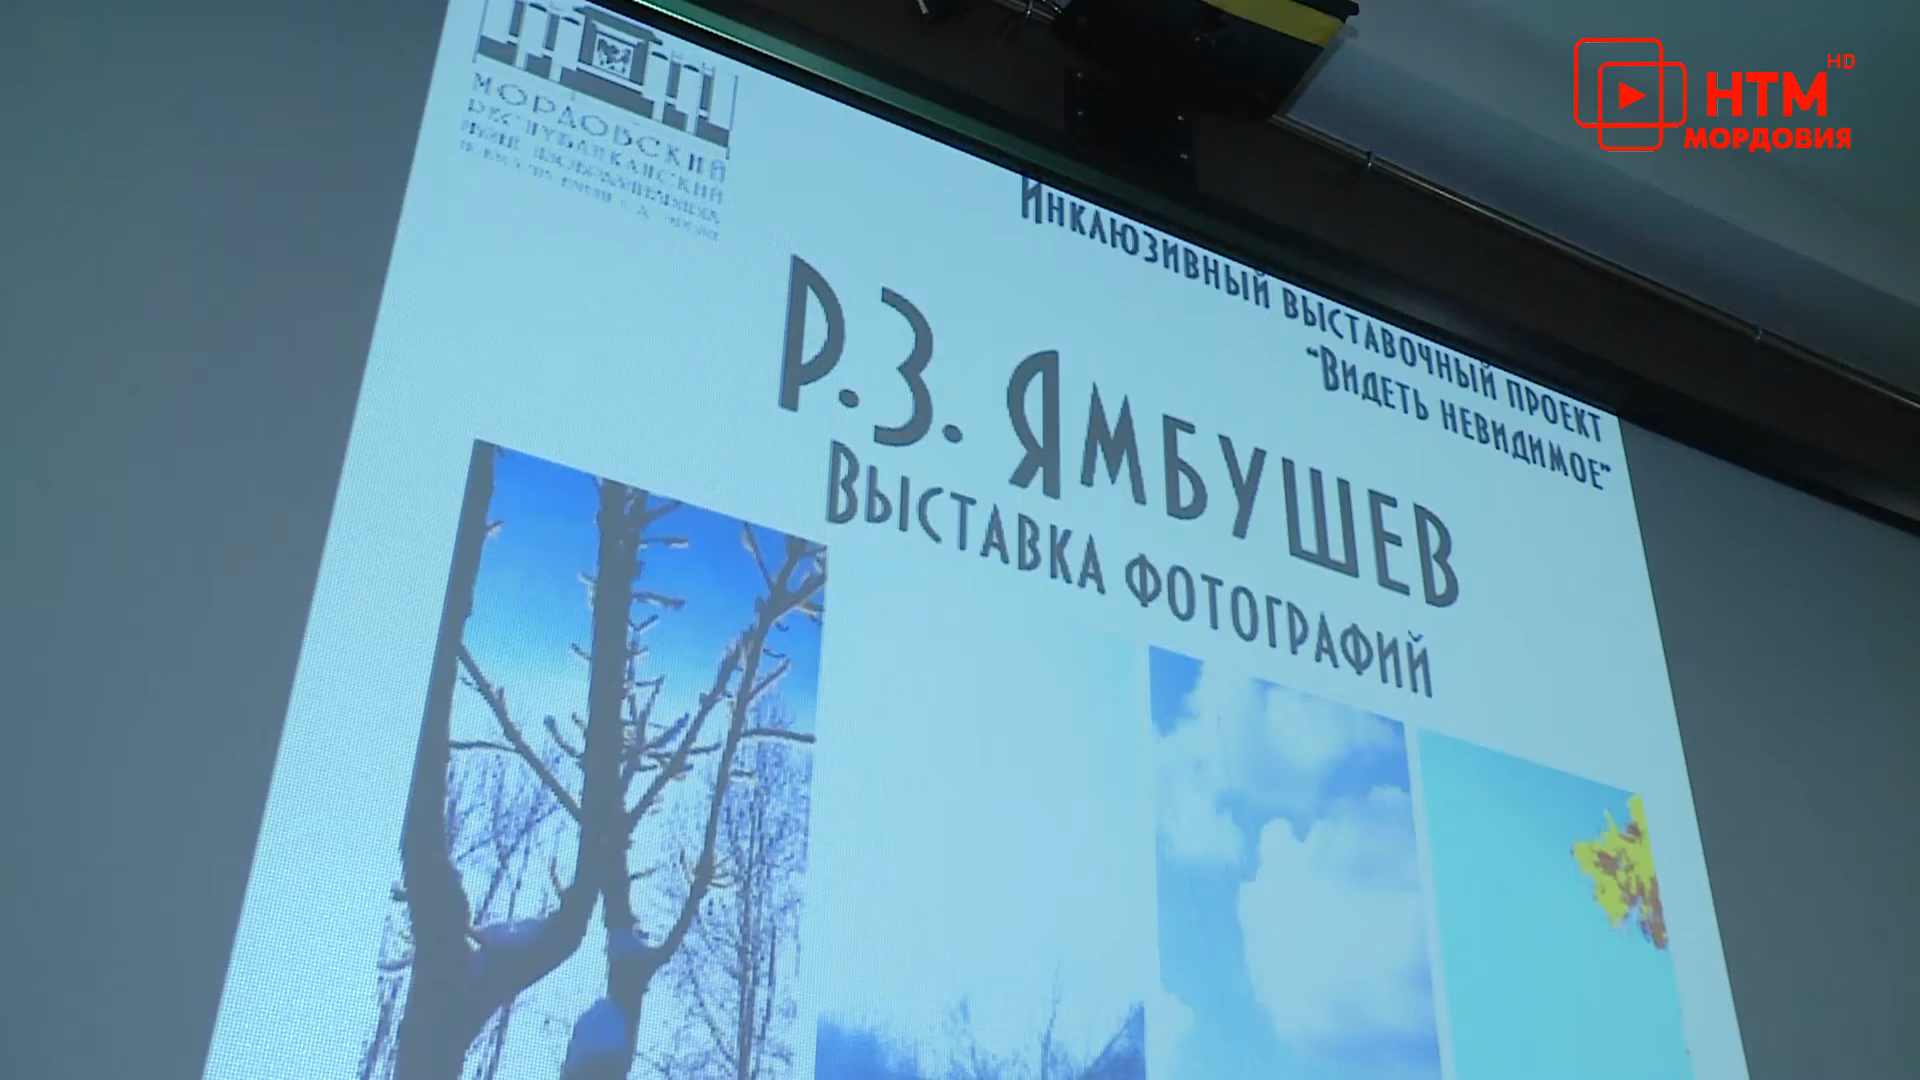 МОРДОВСКИЙ
РЕСПУБЛИКАНСКИЙ
Инклюзивный выставочный проект
“Видеть невидимое”
Р.З. Ямбушев
Выставка фотографий
НТМ HD
МОРДОВИЯ